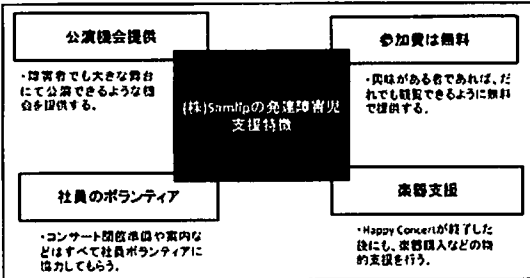 公演機会提供
・障害者でも大きな舞台
にて公演できるような機
会を提供する。
参加費は無料
・興味がある者であれば、だ
れでも観覧できるように無料
で提供する。
(株)Samlipの発達障害児
支援特徴
社員のボランティア
・コンサート開啓準備や案内な
どはすべて社員ボランティアに
協力してもらう。
楽器支援
・Happy Concertが終了した
後にも、楽器購入などの物
的支援を行う。